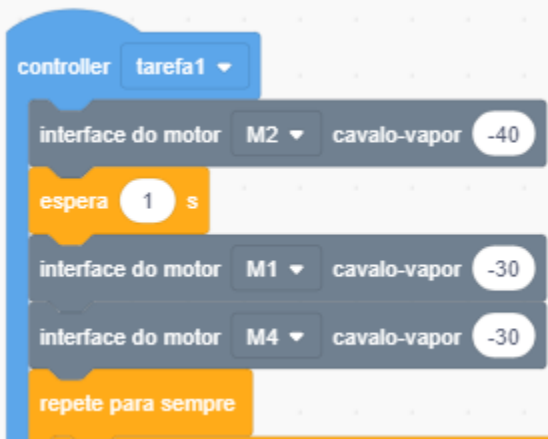 controller tarefa1
interface do motor M2 cavalo-vapor -40
espera 1 s
interface do motor M1 cavalo-vapor -30
interface do motor M4 cavalo-vapor -30
repete para sempre